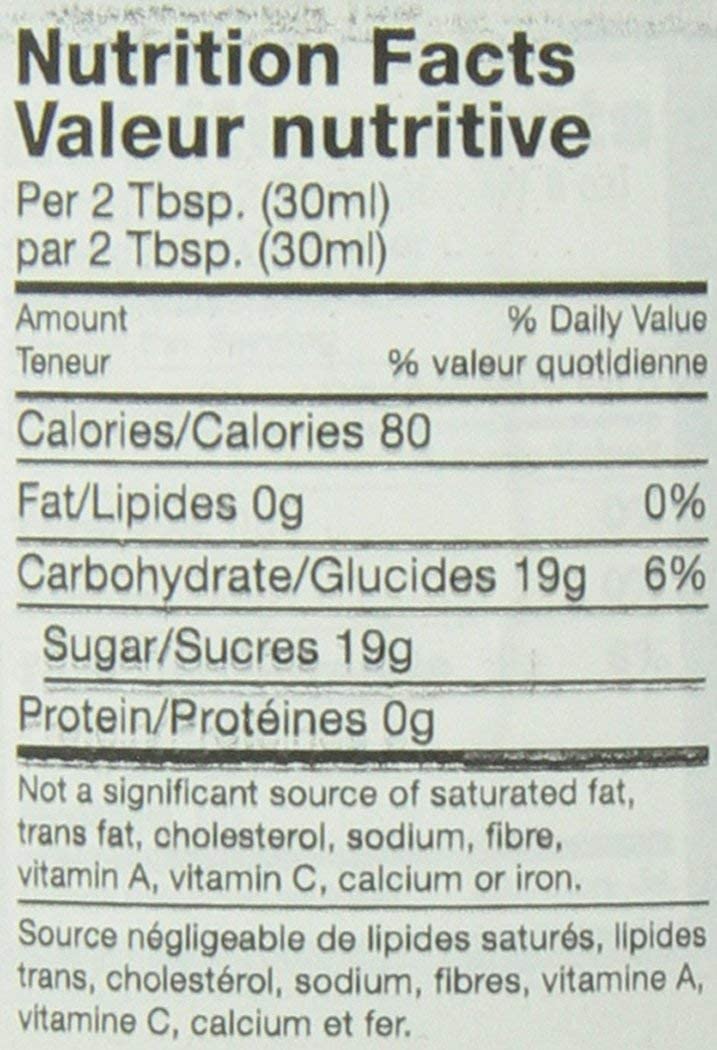 Nutrition Facts
Valeur nutritive
Per 2 Tbsp. (30ml)
par 2 Tbsp. (30ml)
Amount % Daily Value
Teneur % valeur quotidienne
Calories/Calories 80
Fat/Lipides 0g 0%
Carbohydrate/Glucides 19g 6%
Sugar/Sucres 19g
Protein/Protéines 0g
Not a significant source of saturated fat,
trans fat, cholesterol, sodium, fibre,
vitamin A, vitamin C, calcium or iron.
Source négligeable de lipides saturés, lipides
trans, cholestérol, sodium, fibres, vitamine A,
vitamine C, calcium et fer.